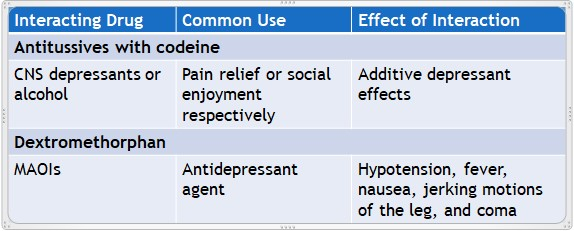 Interacting Drug Common Use Effect of Interaction
Antitussives with codeine
CNS depressants or Pain relief or social Additive depressant
alcohol enjoyment effects
respectively
Dextromethorphan
MAOIs Antidepressant Hypotension, fever,
agent nausea, jerking motions
of the leg, and coma